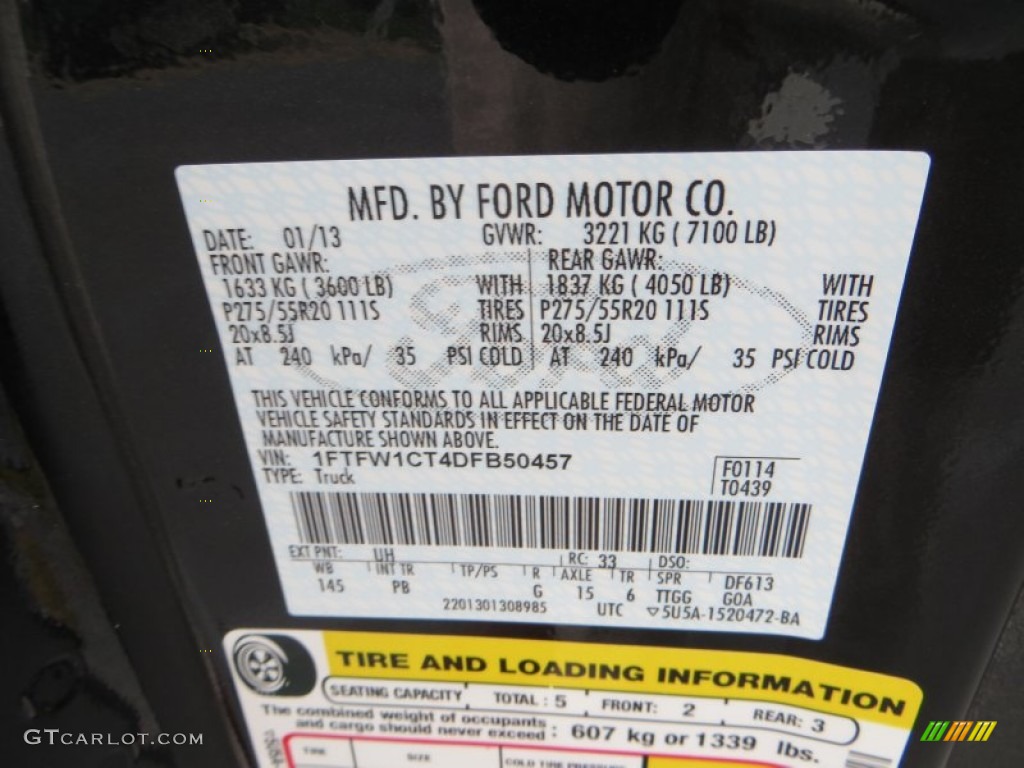 MFD. BY FORD MOTOR CO.
DATE: 01/13 GVWR: 3221 KG ( 7100 LB)
FRONT GAWR: REAR GAWR:
1633 KG ( 3600 LB) WITH 1837 KG ( 4050 LB) WITH
P275/55R20 111S TIRES P275/55R20 111S TIRES
20x8.5J RIMS 20x8.5J RIMS
AT 240 kPa/ 35 PSI COLD AT 240 kPa/ 35 PSI COLD
THIS VEHICLE CONFORMS TO ALL APPLICABLE FEDERAL MOTOR
VEHICLE SAFETY STANDARDS IN EFFECT ON THE DATE OF
MANUFACTURE SHOWN ABOVE.
VIN: 1FTFW1CT4DFB50457 F0114
TYPE: Truck T0439
EXT PNT: UH RC: 33 DSO:
WB INT TR TP/PS R AXLE TR SPR DF613
145 PB G 15 6 TTGG GOA
2201301308985 UTC ▽5U5A-1520472-BA
TIRE AND LOADING INFORMATION
SEATING CAPACITY TOTAL : 5 FRONT: 2 REAR: 3
The combined weight of occupants
and cargo should never exceed: 607 kg or 1339 lbs.
TIRE SIZE COLD TIRE PRESSURE
GTCARLOT.COM